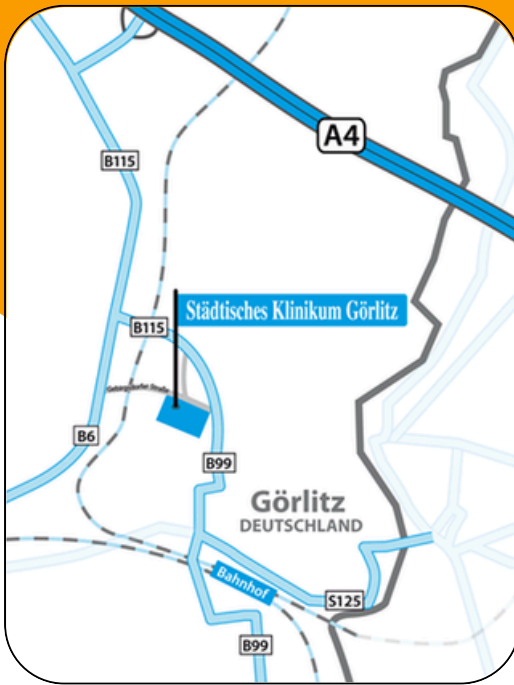 A4
B115
Städtisches Klinikum Görlitz
B115
B6
B99
Görlitz
DEUTSCHLAND
Bahnhof
S125
B99